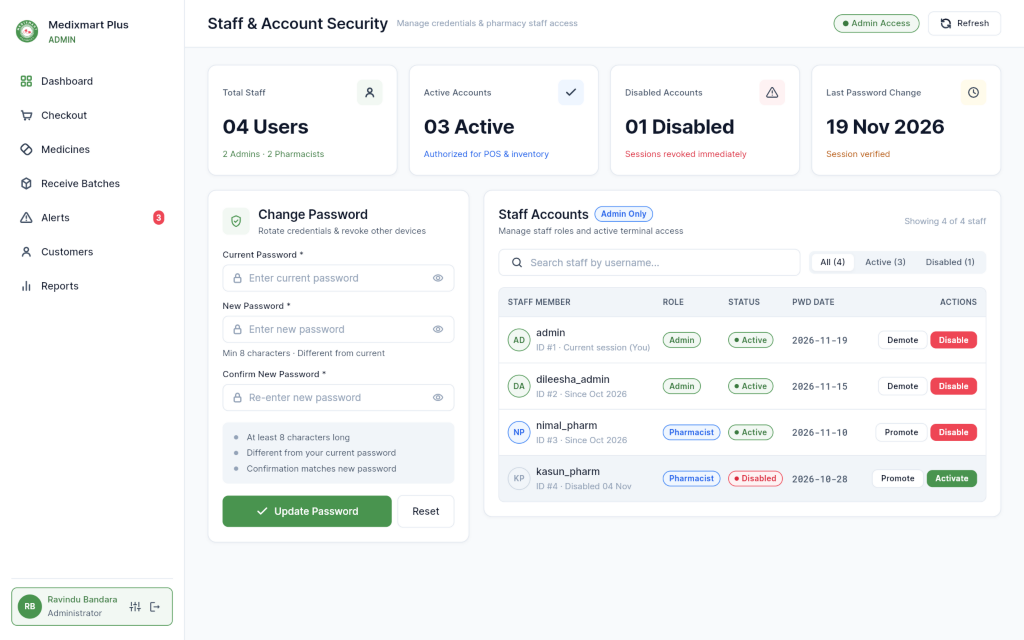 Medixmart Plus
ADMIN
Dashboard
Checkout
Medicines
Receive Batches
Alerts
3
Customers
Reports
Ravindu Bandara
Administrator
RB
Staff & Account Security
Manage credentials & pharmacy staff access
Admin Access
Refresh
Total Staff
04 Users
2 Admins · 2 Pharmacists
Active Accounts
03 Active
Authorized for POS & inventory
Disabled Accounts
01 Disabled
Sessions revoked immediately
Last Password Change
19 Nov 2026
Session verified
Change Password
Rotate credentials & revoke other devices
Current Password *
Enter current password
New Password *
Enter new password
Min 8 characters · Different from current
Confirm New Password *
Re-enter new password
At least 8 characters long
Different from your current password
Confirmation matches new password
Update Password
Reset
Staff Accounts
Admin Only
Manage staff roles and active terminal access
Showing 4 of 4 staff
Search staff by username...
All (4)
Active (3)
Disabled (1)
STAFF MEMBER ROLE STATUS PWD DATE ACTIONS
AD
admin
ID #1 · Current session (You)
Admin
Active
2026-11-19
Demote
Disable
DA
dileesha_admin
ID #2 · Since Oct 2026
Admin
Active
2026-11-15
Demote
Disable
NP
nimal_pharm
ID #3 · Since Oct 2026
Pharmacist
Active
2026-11-10
Promote
Disable
KP
kasun_pharm
ID #4 · Disabled 04 Nov
Pharmacist
Disabled
2026-10-28
Promote
Activate